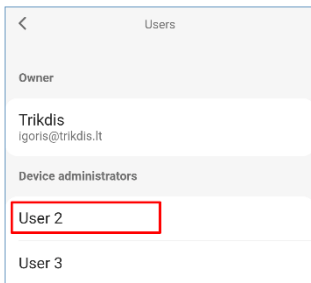 Users
Owner
Trikdis
igoris@trikdis.lt
Device administrators
User 2
User 3